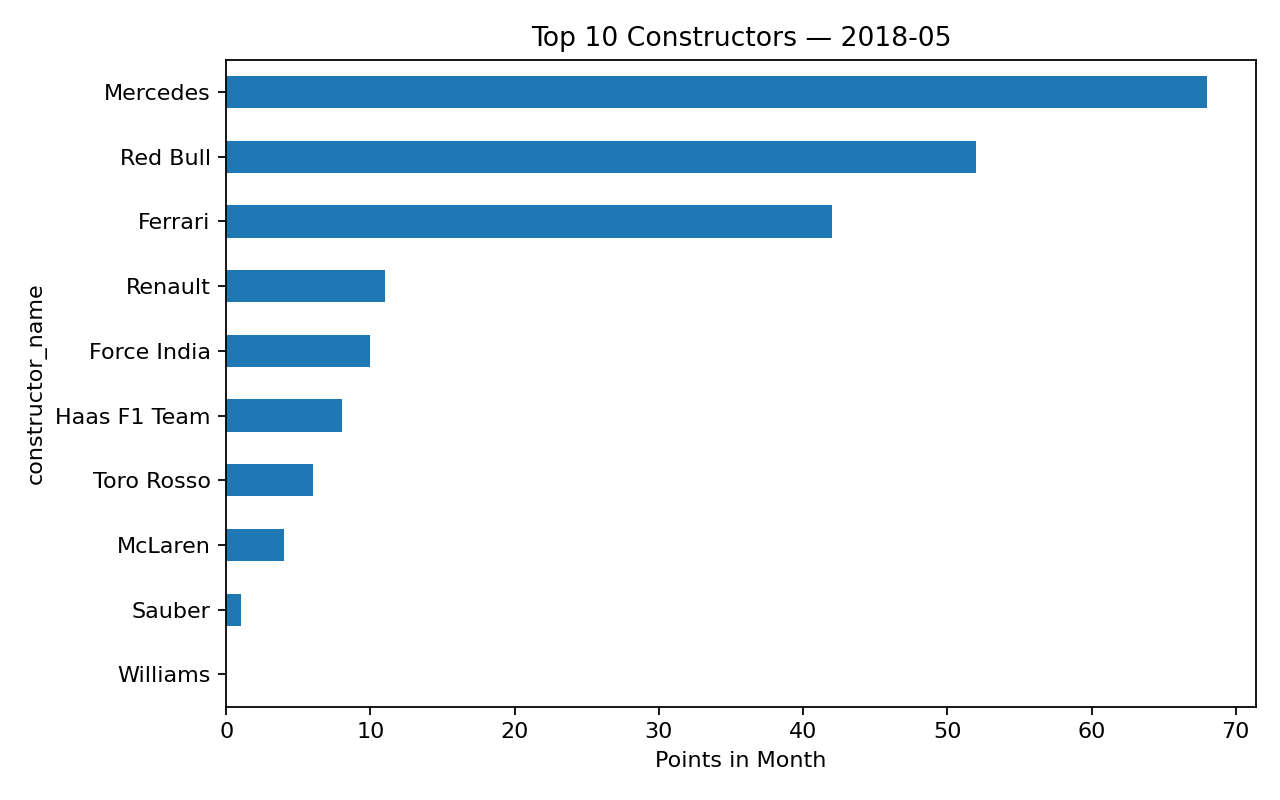 Top 10 Constructors — 2018-05
constructor_name
Mercedes
Red Bull
Ferrari
Renault
Force India
Haas F1 Team
Toro Rosso
McLaren
Sauber
Williams
0 10 20 30 40 50 60 70
Points in Month